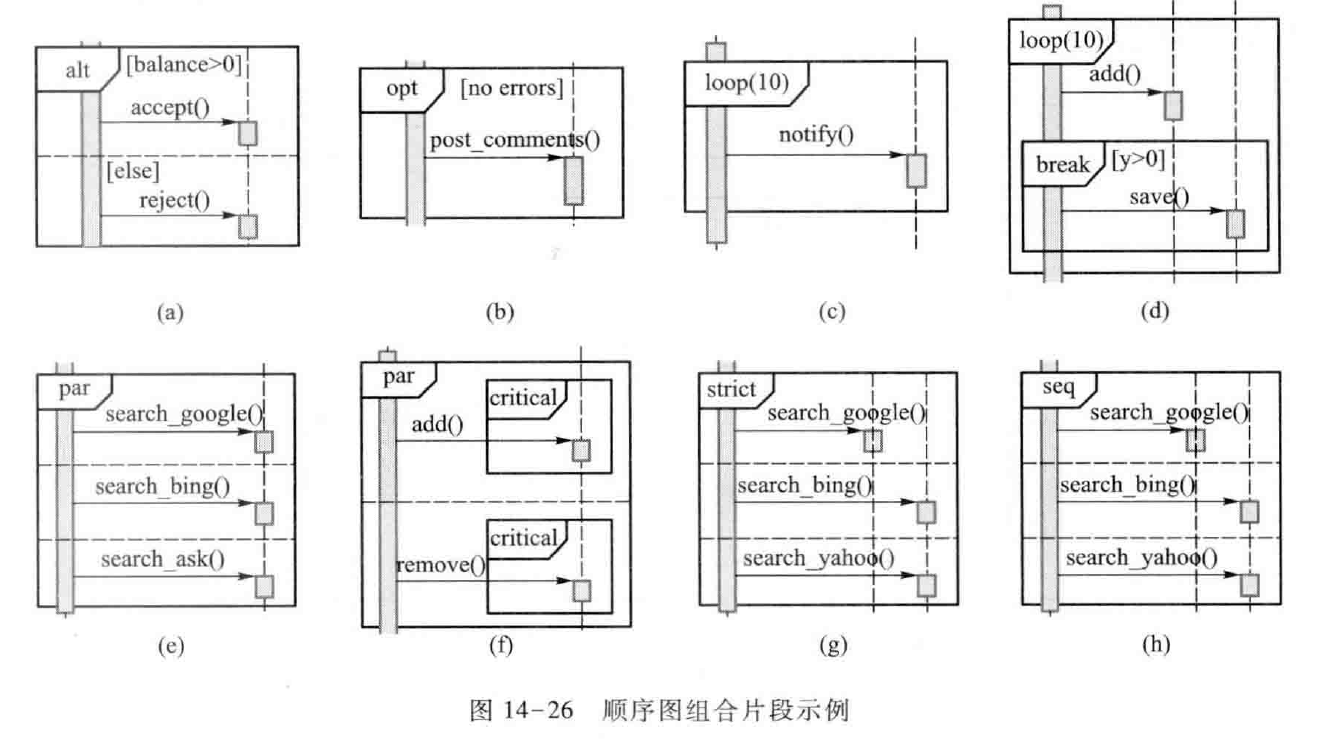 alt [balance>0]
accept()
[else]
reject()
(a)
opt [no errors]
post_comments()
(b)
loop(10)
notify()
(c)
loop(10)
add()
break [y>0]
save()
(d)
par
search_google()
search_bing()
search_ask()
(e)
par
critical
add()
critical
remove()
(f)
strict
search_google()
search_bing()
search_yahoo()
(g)
seq
search_google()
search_bing()
search_yahoo()
(h)
图 14-26 顺序图组合片段示例